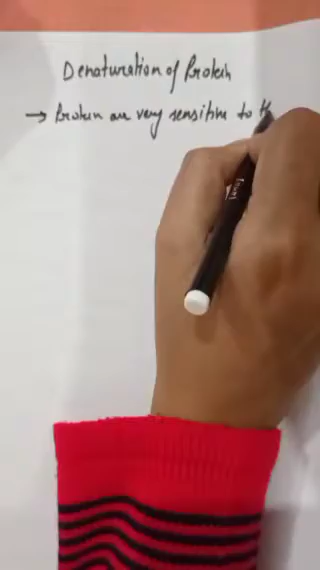 Denaturation of Protein
→ Protein are very sensitive to